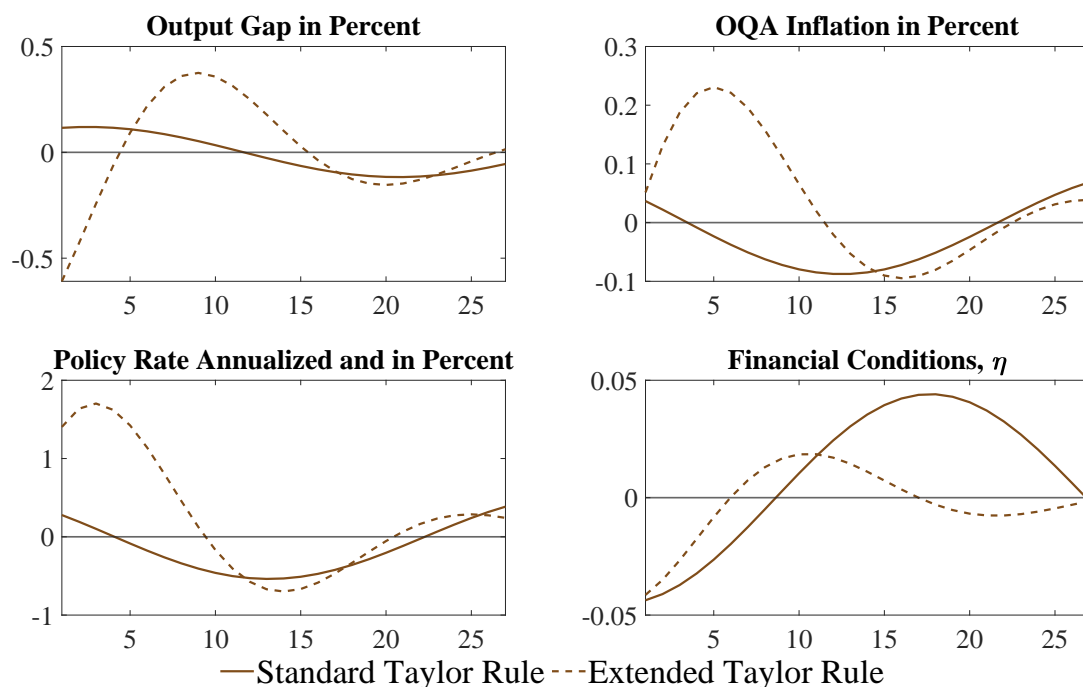 Output Gap in Percent
0.5
0
-0.5
5 10 15 20 25
OQA Inflation in Percent
0.3
0.2
0.1
0
-0.1
5 10 15 20 25
Policy Rate Annualized and in Percent
2
1
0
-1
5 10 15 20 25
Financial Conditions, η
0.05
0
-0.05
5 10 15 20 25
Standard Taylor Rule Extended Taylor Rule